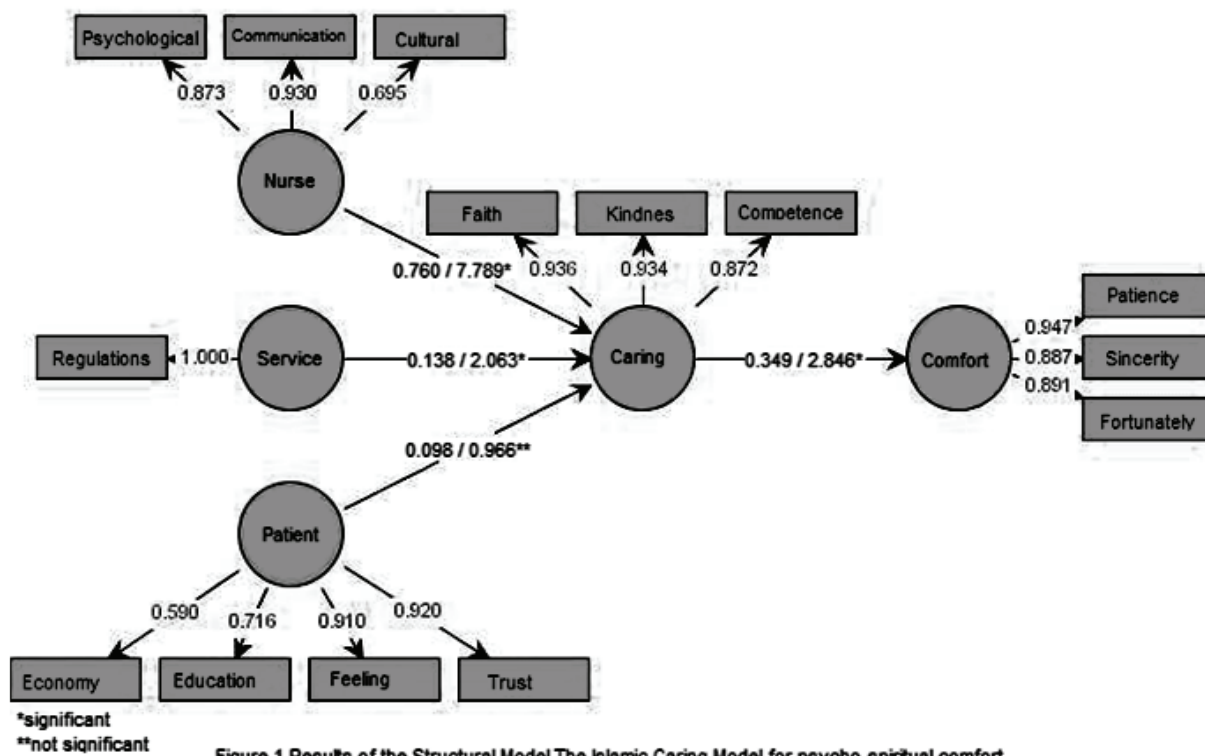 Psychological Communication Cultural
0.873 0.930 0.695
Nurse
Faith Kindnes Competence
0.760 / 7.789* 0.936 0.934 0.872
Patience
0.947
Regulations 1.000 Service 0.138 / 2.063* Caring 0.349 / 2.846* Comfort 0.887 Sincerity
0.891
Fortunately
0.098 / 0.966**
Patient
0.590 0.716 0.910 0.920
Economy Education Feeling Trust
*significant
**not significant
Figure 1 Results of the Structural Model The Islamic Caring Model for psycho-spiritual comfort